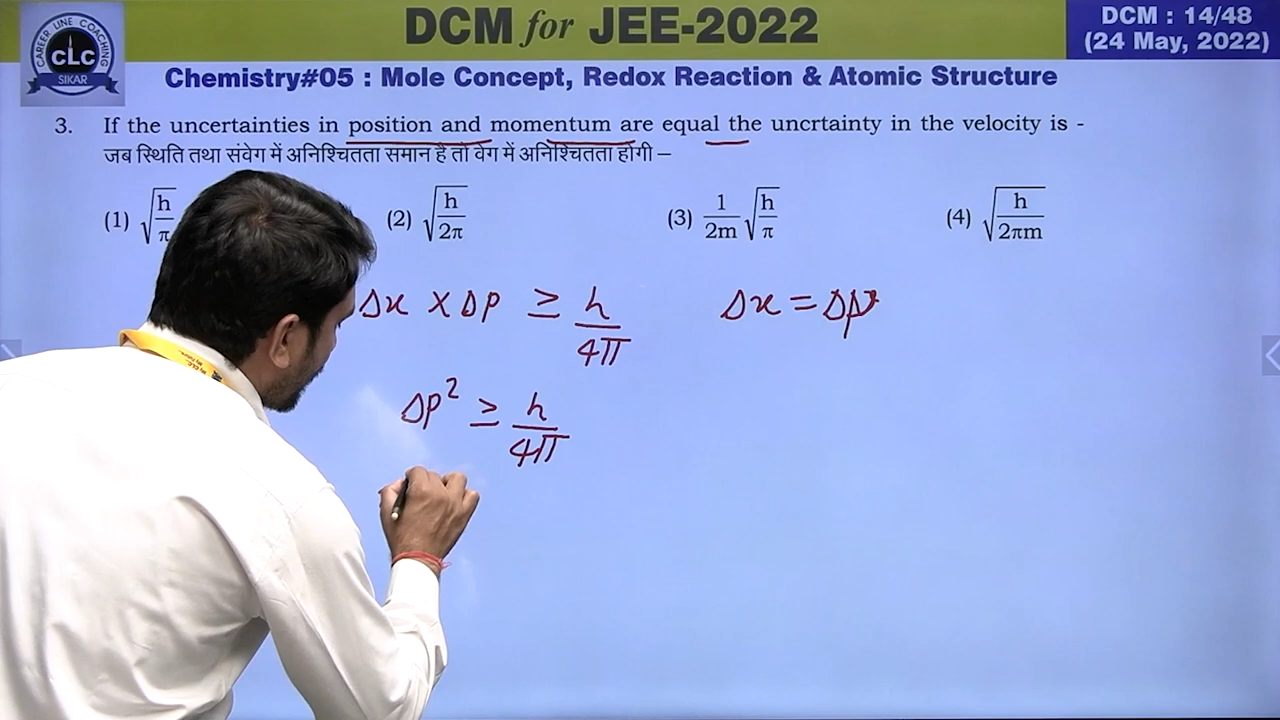 CAREER LINE COACHING
CLC
SIKAR
DCM for JEE-2022
DCM : 14/48
(24 May, 2022)
Chemistry#05 : Mole Concept, Redox Reaction & Atomic Structure
3. If the uncertainties in position and momentum are equal the uncrtainty in the velocity is -
जब स्थिति तथा संवेग में अनिश्चितता समान है तो वेग में अनिश्चितता होगी –
(1) √(h/π) (2) √(h/2π) (3) 1/2m √(h/π) (4) √(h/2πm)
Δx × Δp ≥ h/4π Δx = Δp
Δp² ≥ h/4π